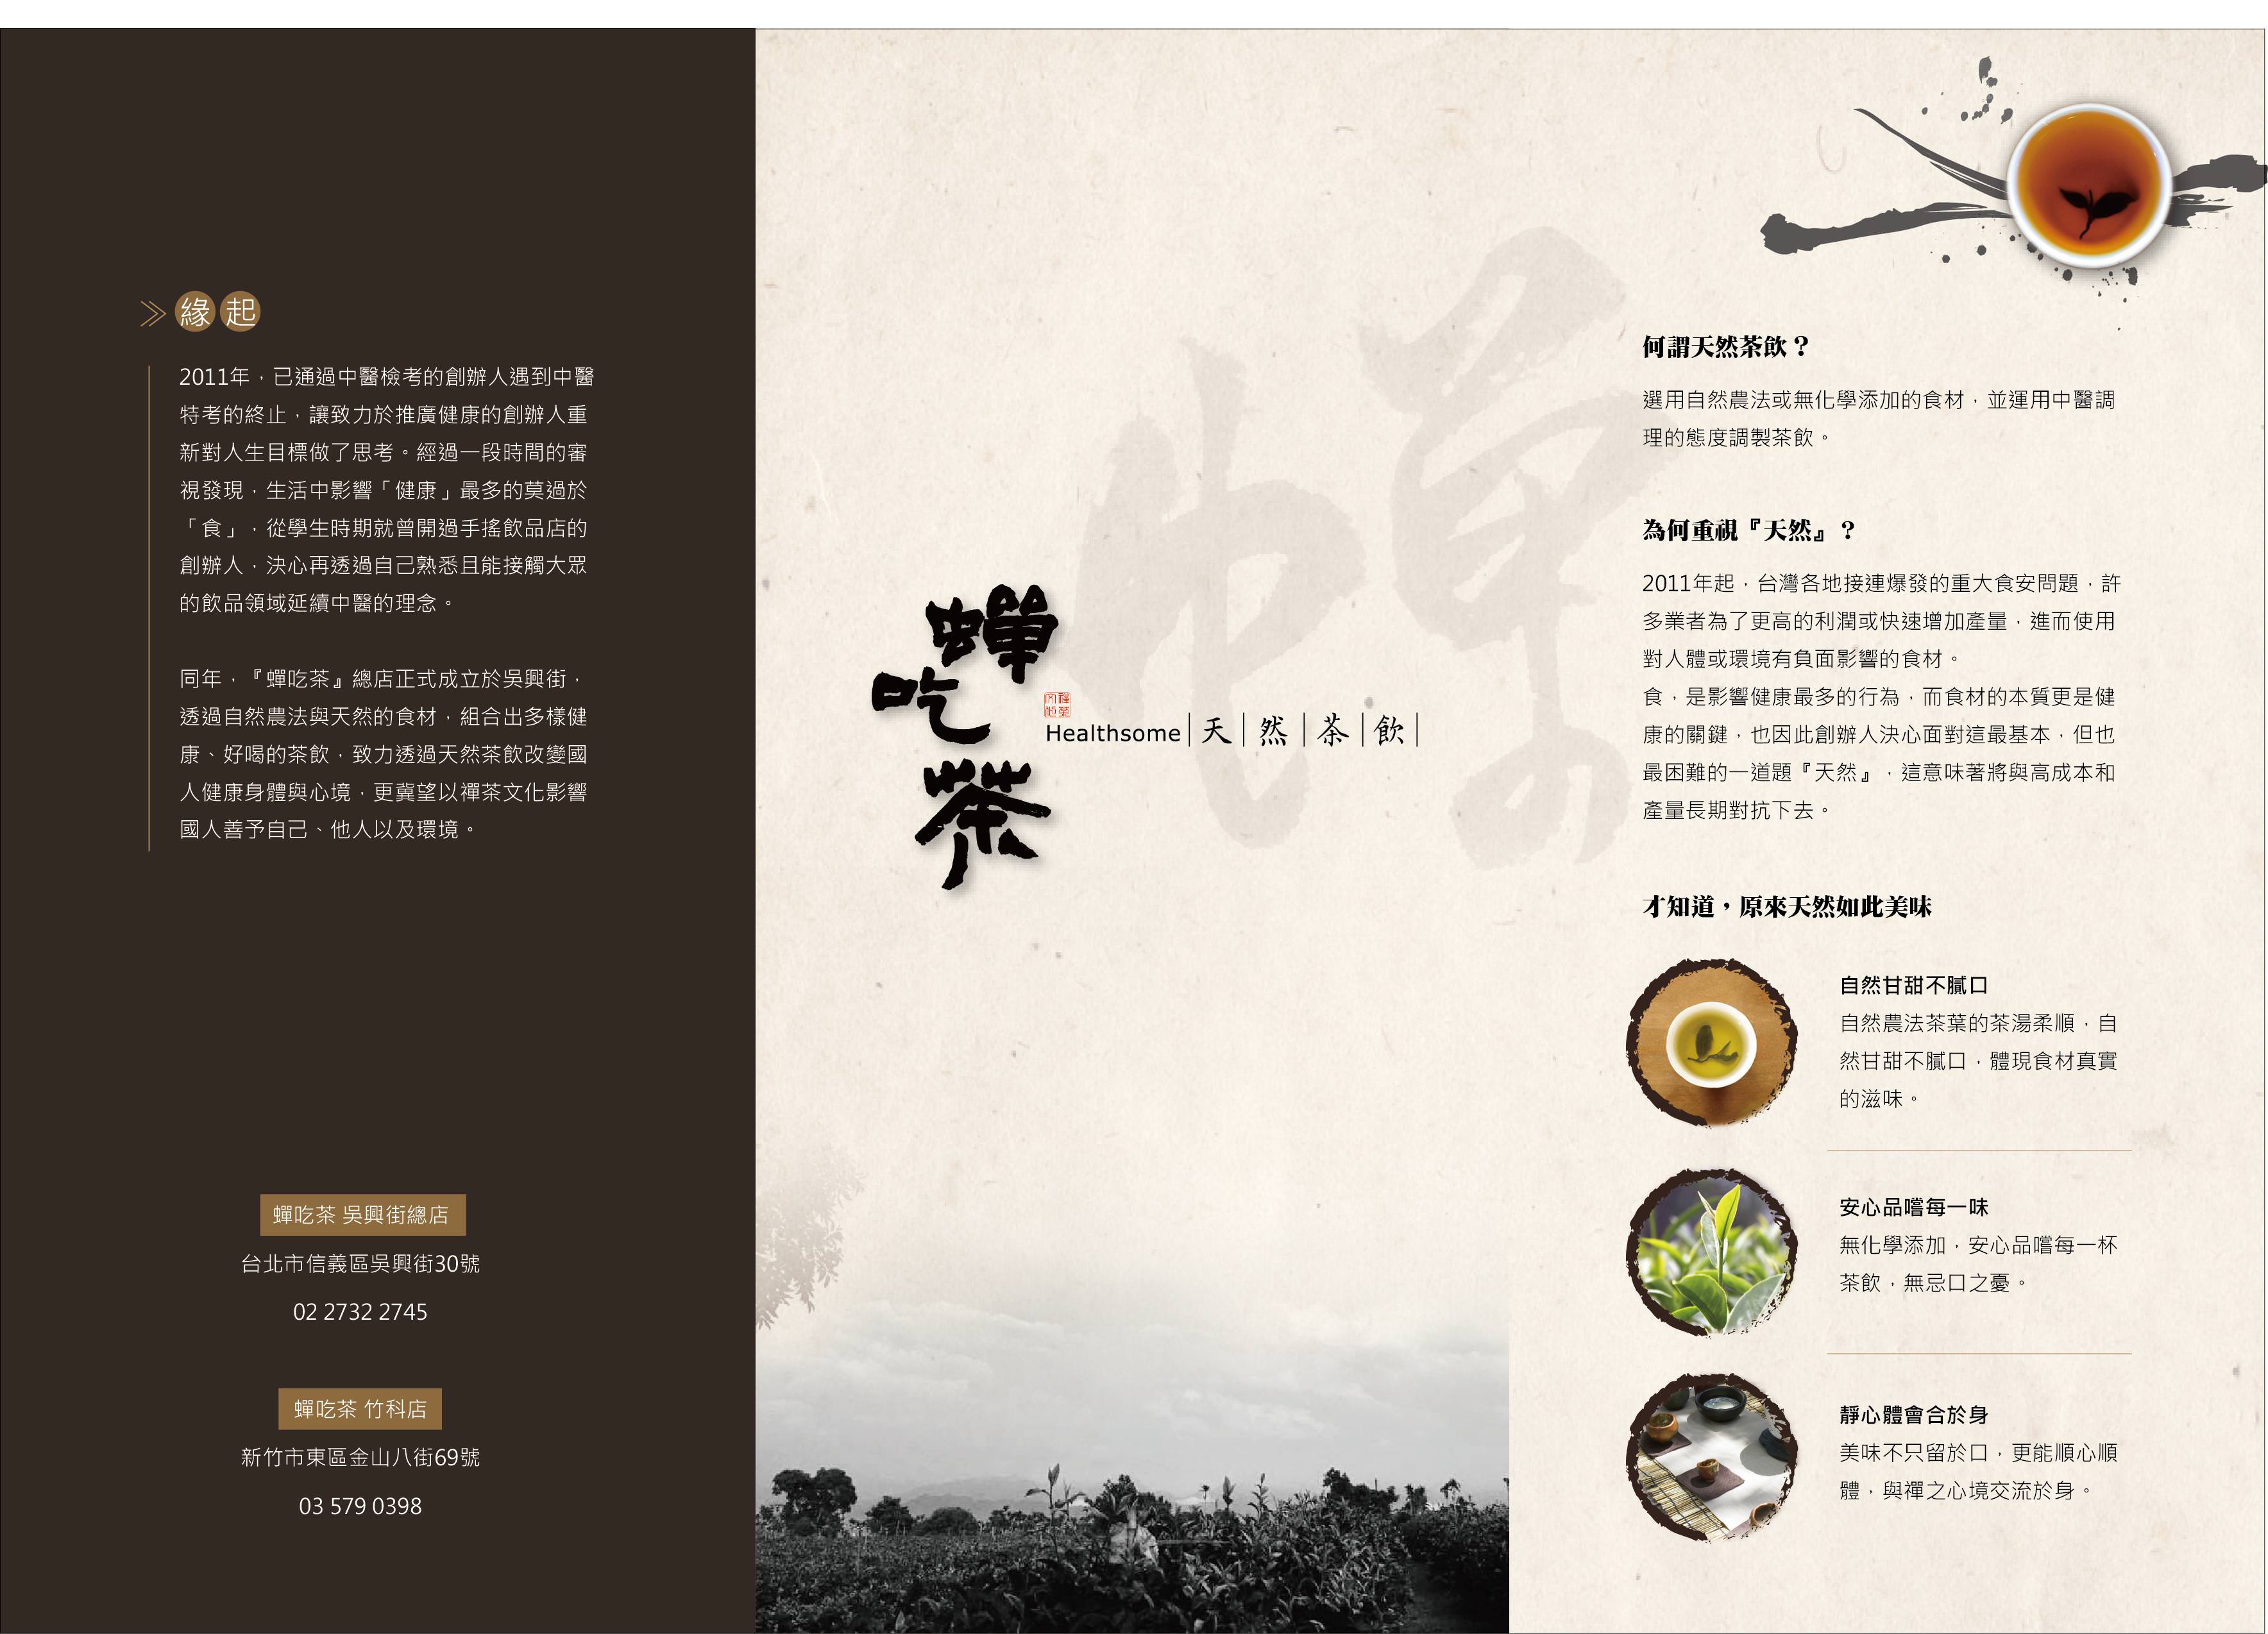 緣起
2011年，已通過中醫檢考的創辦人遇到中醫
特考的終止，讓致力於推廣健康的創辦人重
新對人生目標做了思考。經過一段時間的審
視發現，生活中影響「健康」最多的莫過於
「食」，從學生時期就曾開過手搖飲品店的
創辦人，決心再透過自己熟悉且能接觸大眾
的飲品領域延續中醫的理念。
同年，『蟬吃茶』總店正式成立於吳興街，
透過自然農法與天然的食材，組合出多樣健
康、好喝的茶飲，致力透過天然茶飲改變國
人健康身體與心境，更冀望以禪茶文化影響
國人善予自己、他人以及環境。
蟬吃茶 吳興街總店
台北市信義區吳興街30號
02 2732 2745
蟬吃茶 竹科店
新竹市東區金山八街69號
03 579 0398
蟬
蟬吃茶
Healthsome|天|然|茶|飲|
何謂天然茶飲？
選用自然農法或無化學添加的食材，並運用中醫調
理的態度調製茶飲。
為何重視『天然』？
2011年起，台灣各地接連爆發的重大食安問題，許
多業者為了更高的利潤或快速增加產量，進而使用
對人體或環境有負面影響的食材。
食，是影響健康最多的行為，而食材的本質更是健
康的關鍵，也因此創辦人決心面對這最基本，但也
最困難的一道題『天然』，這意味著將與高成本和
產量長期對抗下去。
才知道，原來天然如此美味
自然甘甜不膩口
自然農法茶葉的茶湯柔順，自
然甘甜不膩口，體現食材真實
的滋味。
安心品嚐每一味
無化學添加，安心品嚐每一杯
茶飲，無忌口之憂。
靜心體會合於身
美味不只留於口，更能順心順
體，與禪之心境交流於身。